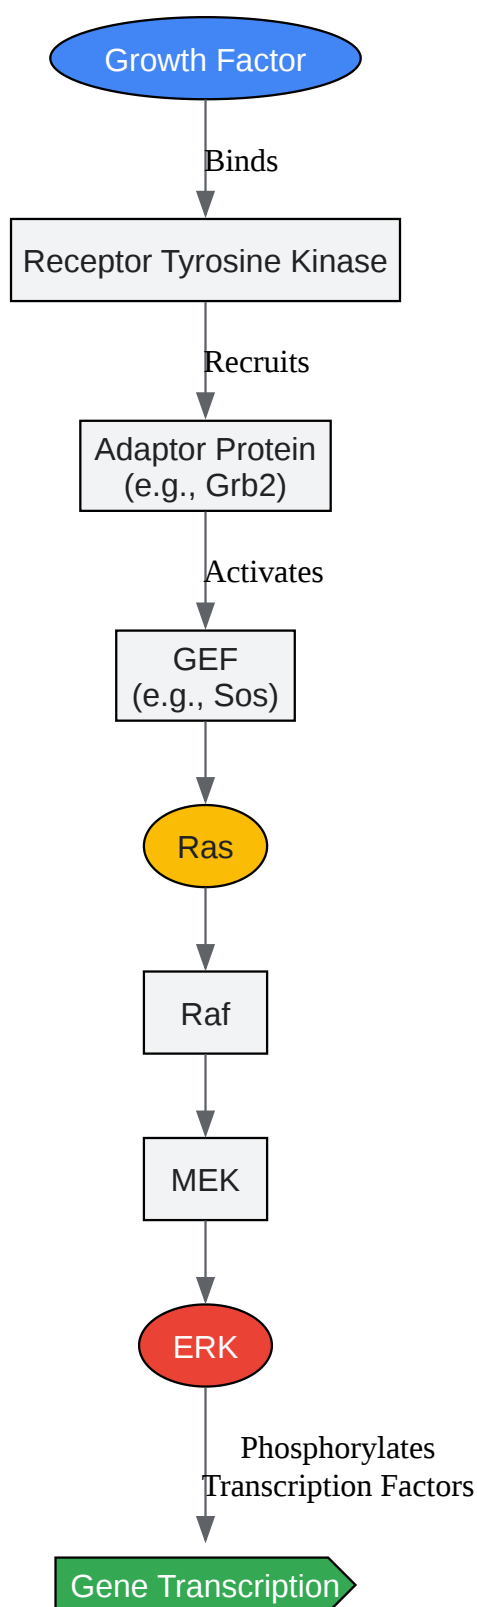 Growth Factor
Binds
Receptor Tyrosine Kinase
Recruits
Adaptor Protein
(e.g., Grb2)
Activates
GEF
(e.g., Sos)
Ras
Raf
MEK
ERK
Phosphorylates
Transcription Factors
Gene Transcription